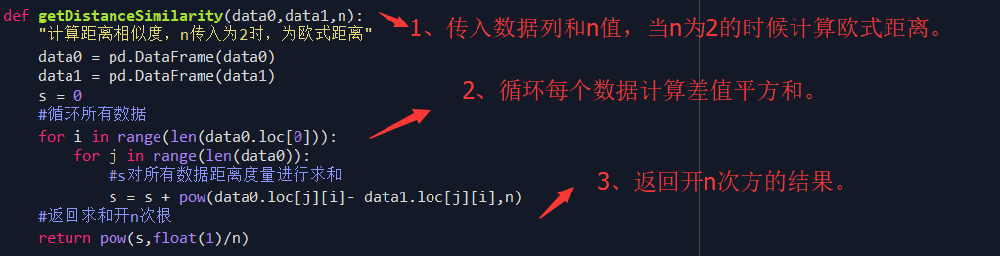 def getDistanceSimilarity(data0,data1,n):
"计算距离相似度，n传入为2时，为欧式距离"
1、传入数据列和n值，当n为2的时候计算欧式距离。
data0 = pd.DataFrame(data0)
data1 = pd.DataFrame(data1)
s = 0
2、循环每个数据计算差值平方和。
#循环所有数据
for i in range(len(data0.loc[0])):
for j in range(len(data0)):
#s对所有数据距离度量进行求和
3、返回开n次方的结果。
s = s + pow(data0.loc[j][i]- data1.loc[j][i],n)
#返回求和开n次根
return pow(s,float(1)/n)